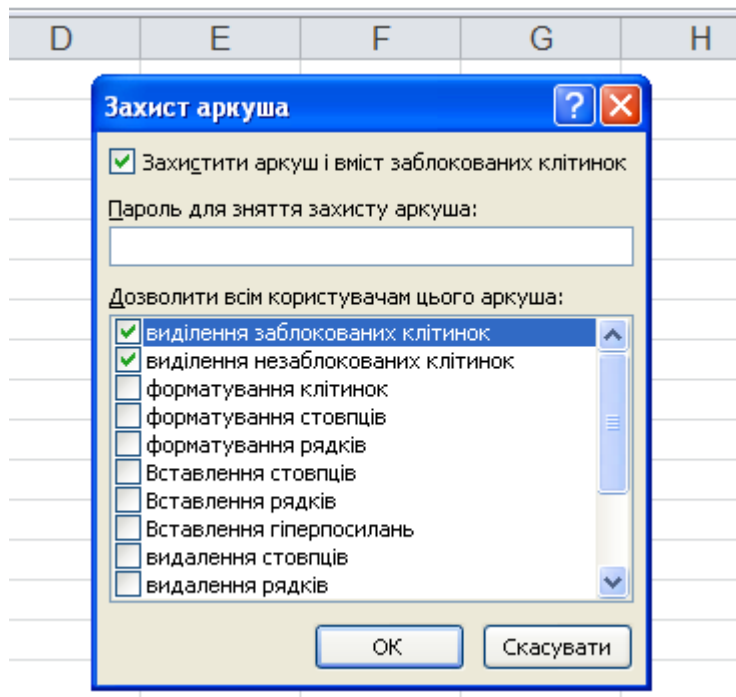 D E F G H
Захист аркуша
Захистити аркуш і вміст заблокованих клітинок
Пароль для зняття захисту аркуша:
Дозволити всім користувачам цього аркуша:
виділення заблокованих клітинок
виділення незаблокованих клітинок
форматування клітинок
форматування стовпців
форматування рядків
Вставлення стовпців
Вставлення рядків
Вставлення гіперпосилань
видалення стовпців
видалення рядків
ОК Скасувати